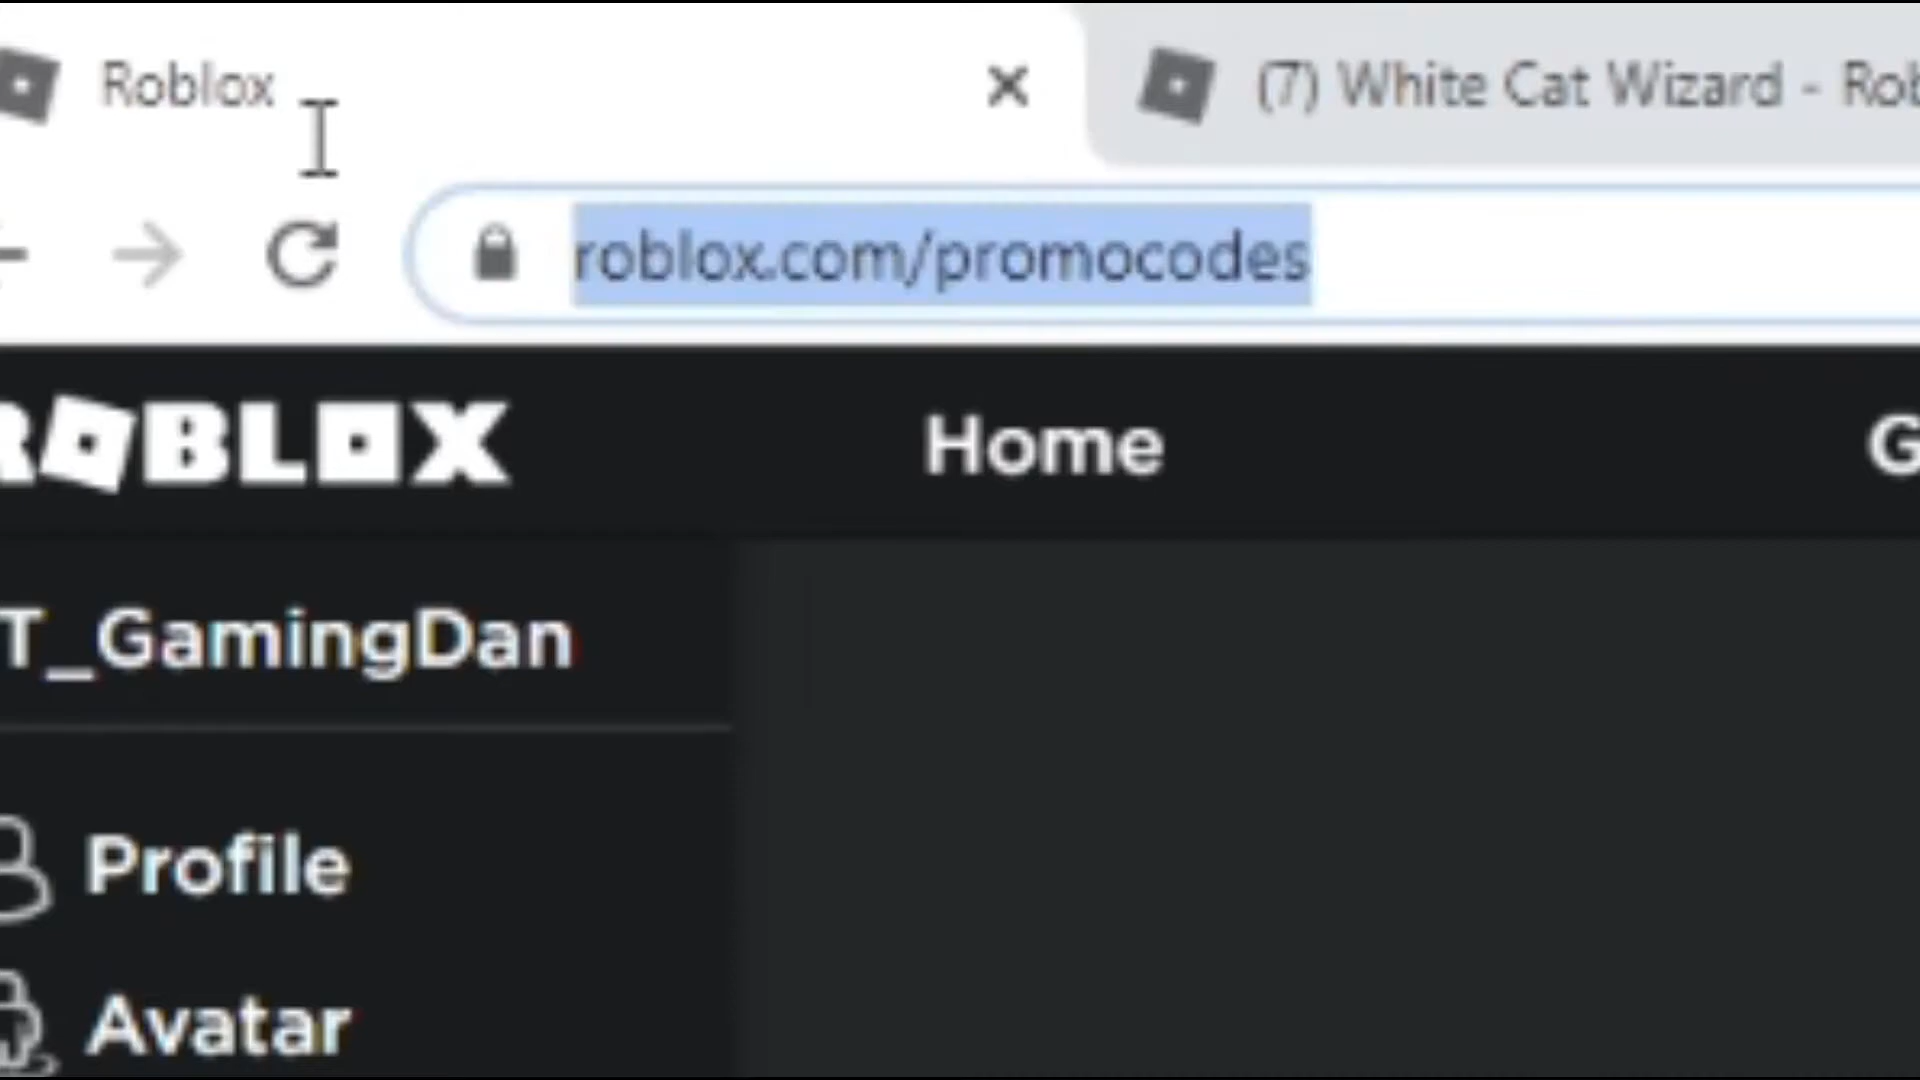 Roblox
(7) White Cat Wizard - Rob
roblox.com/promocodes
ROBLOX
Home
G
T_GamingDan
Profile
Avatar